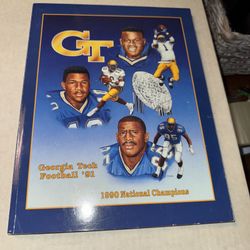 GT
Georgia Tech
Football '91
1990 National Champions